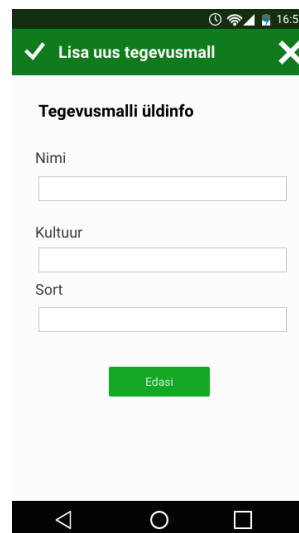 16:5
Lisa uus tegevusmall
Tegevusmalli üldinfo
Nimi
Kultuur
Sort
Edasi